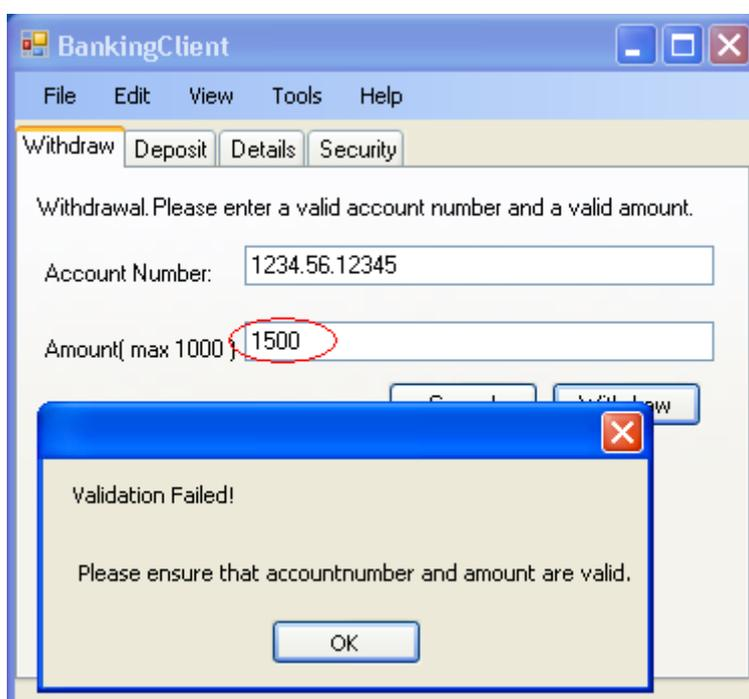 BankingClient
File Edit View Tools Help
Withdraw Deposit Details Security
Withdrawal. Please enter a valid account number and a valid amount.
Account Number: 1234.56.12345
Amount( max 1000 ) 1500
Validation Failed!
Please ensure that accountnumber and amount are valid.
OK